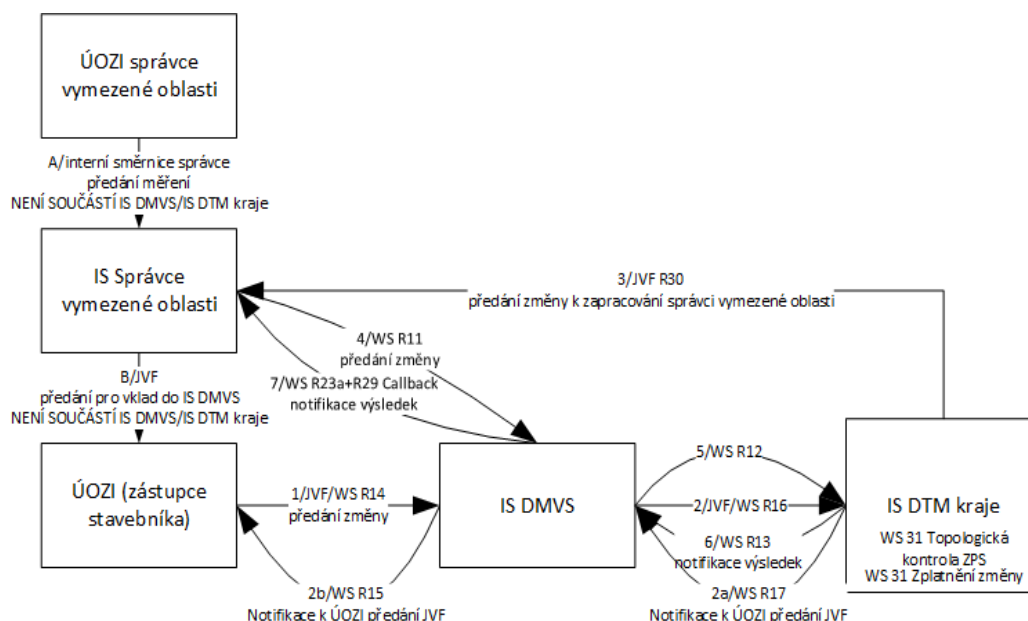 ÚOZI správce
vymezené oblasti
A/interní směrnice správce
předání měření
NENÍ SOUČÁSTÍ IS DMVS/IS DTM kraje
IS Správce
vymezené oblasti
3/JVF R30
předání změny k zapracování správci vymezené oblasti
4/WS R11
předání změny
7/WS R23a+R29 Callback
notifikace výsledek
B/JVF
předání pro vklad do IS DMVS
NENÍ SOUČÁSTÍ IS DMVS/IS DTM kraje
ÚOZI (zástupce
stavebníka)
1/JVF/WS R14
předání změny
2b/WS R15
Notifikace k ÚOZI předání JVF
IS DMVS
5/WS R12
2/JVF/WS R16
6/WS R13
notifikace výsledek
2a/WS R17
Notifikace k ÚOZI předání JVF
IS DTM kraje
WS 31 Topologická
kontrola ZPS
WS 31 Zplatnění změny